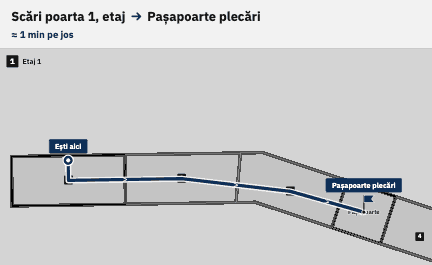 Scări poarta 1, etaj → Pașapoarte plecări
≈ 1 min pe jos
1 Etaj 1
Ești aici
Pașapoarte plecări
4